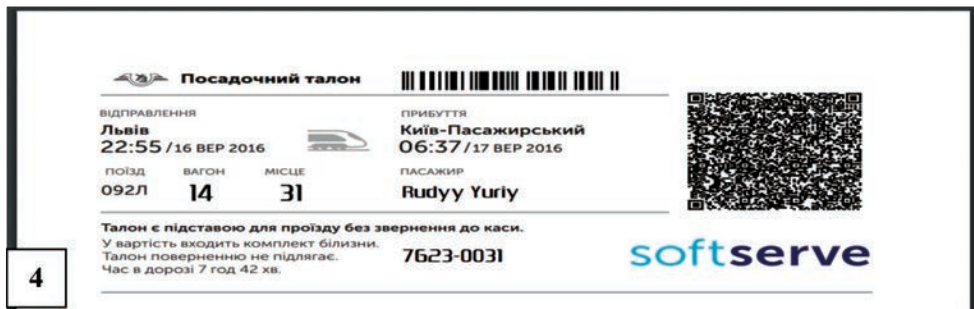 Посадочний талон
ВІДПРАВЛЕННЯ
Львів
22:55/16 ВЕР 2016
ПРИБУТТЯ
Київ-Пасажирський
06:37/17 ВЕР 2016
ПОЇЗД ВАГОН МІСЦЕ
092Л 14 31
ПАСАЖИР
Rudyy Yuriy
Талон є підставою для проїзду без звернення до каси.
У вартість входить комплект білизни.
Талон поверненню не підлягає.
Час в дорозі 7 год 42 хв.
7623-0031
softserve
4